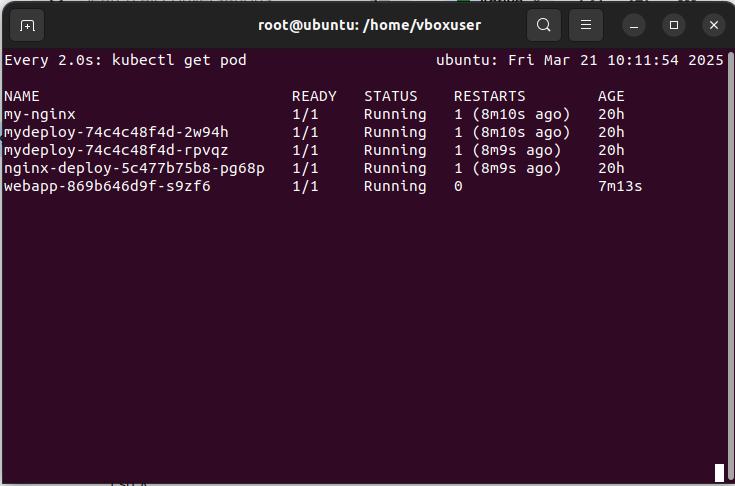 root@ubuntu: /home/vboxuser
Every 2.0s: kubectl get pod ubuntu: Fri Mar 21 10:11:54 2025
NAME READY STATUS RESTARTS AGE
my-nginx 1/1 Running 1 (8m10s ago) 20h
mydeploy-74c4c48f4d-2w94h 1/1 Running 1 (8m10s ago) 20h
mydeploy-74c4c48f4d-rpvqz 1/1 Running 1 (8m9s ago) 20h
nginx-deploy-5c477b75b8-pg68p 1/1 Running 1 (8m9s ago) 20h
webapp-869b646d9f-s9zf6 1/1 Running 0 7m13s